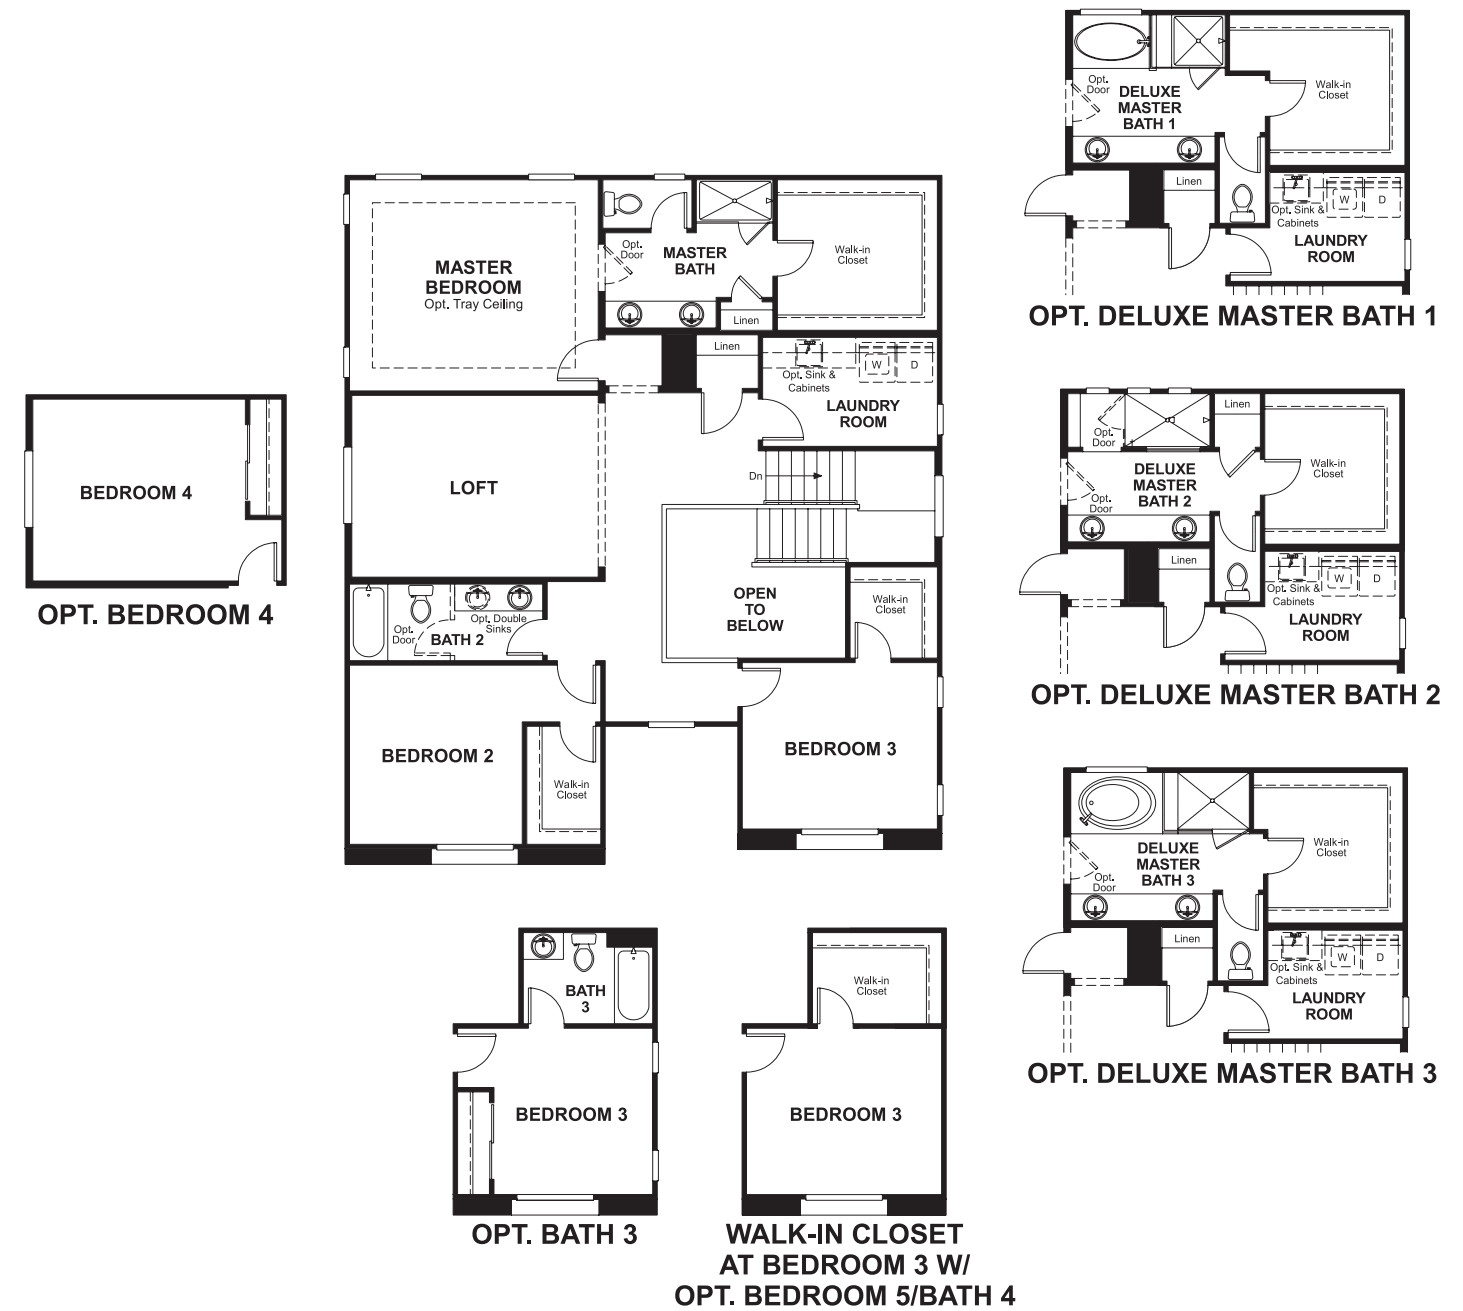 MASTER
BEDROOM
Opt. Tray Ceiling
Opt.
Door
MASTER
BATH
Walk-in
Closet
Linen
Linen
Opt. Sink &
Cabinets
W
D
LAUNDRY
ROOM
LOFT
Dn
OPEN
TO
BELOW
Walk-in
Closet
Opt.
Door
BATH 2
Opt. Double
Sinks
BEDROOM 2
Walk-in
Closet
BEDROOM 3
BEDROOM 4
OPT. BEDROOM 4
Opt.
Door
DELUXE
MASTER
BATH 1
Walk-in
Closet
Linen
Opt. Sink &
Cabinets
W
D
LAUNDRY
ROOM
OPT. DELUXE MASTER BATH 1
Opt.
Door
Linen
Opt.
Door
DELUXE
MASTER
BATH 2
Walk-in
Closet
Linen
Opt. Sink &
Cabinets
W
D
LAUNDRY
ROOM
OPT. DELUXE MASTER BATH 2
Opt.
Door
DELUXE
MASTER
BATH 3
Walk-in
Closet
Linen
Opt. Sink &
Cabinets
W
D
LAUNDRY
ROOM
OPT. DELUXE MASTER BATH 3
BATH
3
BEDROOM 3
OPT. BATH 3
Walk-in
Closet
BEDROOM 3
WALK-IN CLOSET
AT BEDROOM 3 W/
OPT. BEDROOM 5/BATH 4